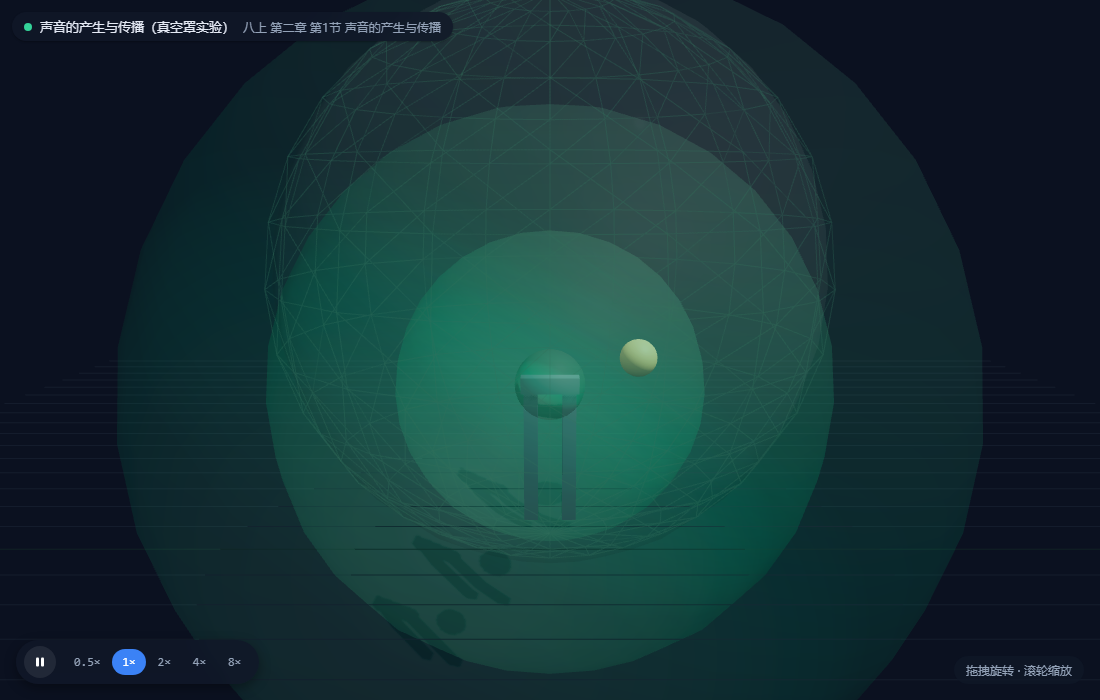 声音的产生与传播（真空罩实验） 八上 第二章 第1节 声音的产生与传播
0.5× 1× 2× 4× 8×
拖拽旋转 · 滚轮缩放